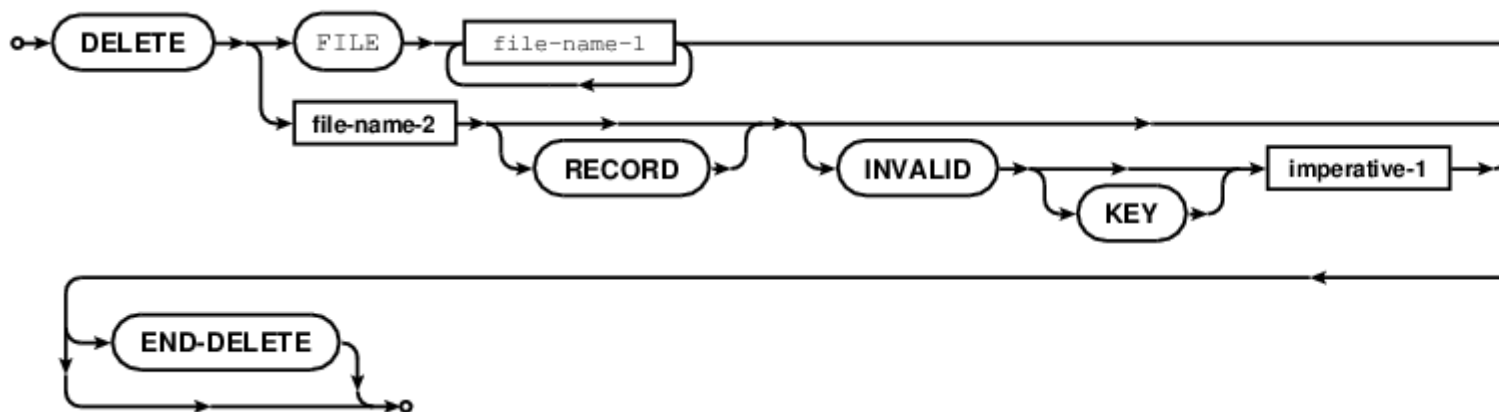 DELETE FILE file-name-1
file-name-2
RECORD INVALID imperative-1
KEY
END-DELETE